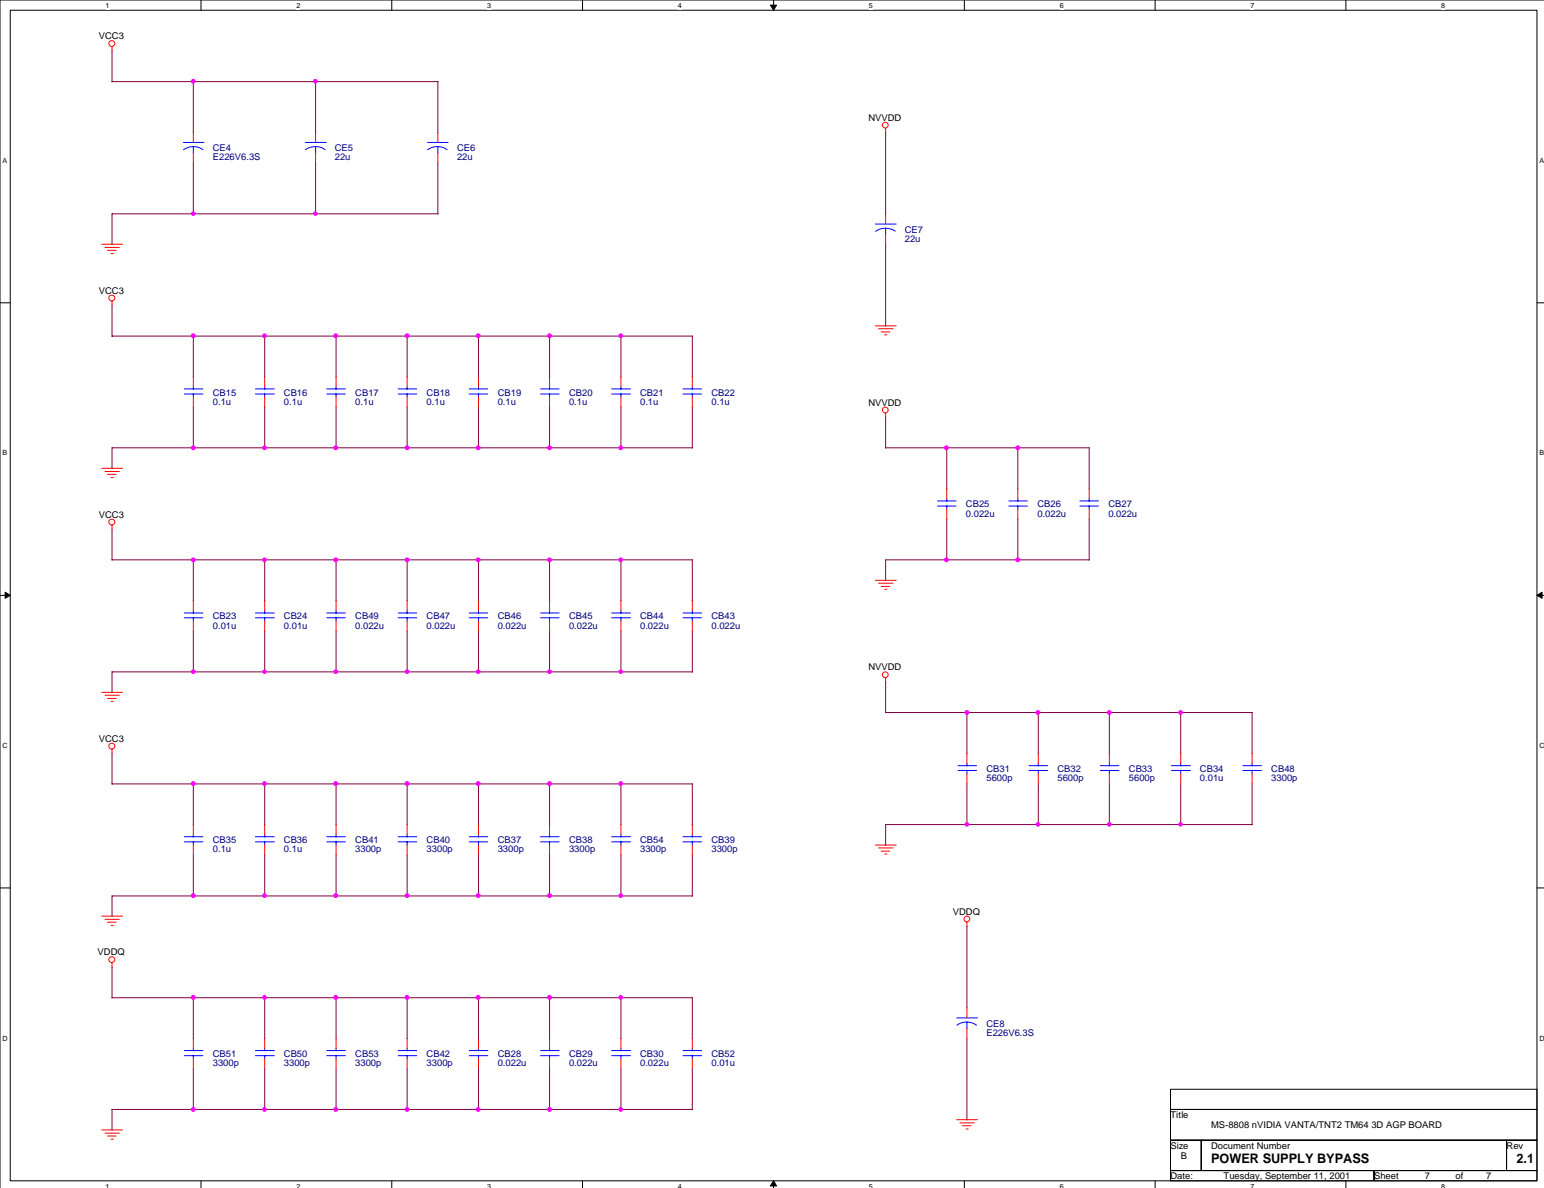 1 2 3 4 5 6 7 8
VCC3
CE4
E226V6.3S
CE5
22u
CE6
22u
NVVDD
CE7
22u
A A
VCC3
CB15
0.1u
CB16
0.1u
CB17
0.1u
CB18
0.1u
CB19
0.1u
CB20
0.1u
CB21
0.1u
CB22
0.1u
NVVDD
CB25
0.022u
CB26
0.022u
CB27
0.022u
B B
VCC3
CB23
0.01u
CB24
0.01u
CB49
0.022u
CB47
0.022u
CB46
0.022u
CB45
0.022u
CB44
0.022u
CB43
0.022u
NVVDD
CB31
5600p
CB32
5600p
CB33
5600p
CB34
0.01u
CB48
3300p
C C
VCC3
CB35
0.1u
CB36
0.1u
CB41
3300p
CB40
3300p
CB37
3300p
CB38
3300p
CB54
3300p
CB39
3300p
VDDQ
CE8
E226V6.3S
VDDQ
CB51
3300p
CB50
3300p
CB53
3300p
CB42
3300p
CB28
0.022u
CB29
0.022u
CB30
0.022u
CB52
0.01u
D D
Title
MS-8808 nVIDIA VANTA/TNT2 TM64 3D AGP BOARD
Size Document Number Rev
B POWER SUPPLY BYPASS 2.1
Date: Tuesday, September 11, 2001 Sheet 7 of 7
1 2 3 4 5 6 7 8